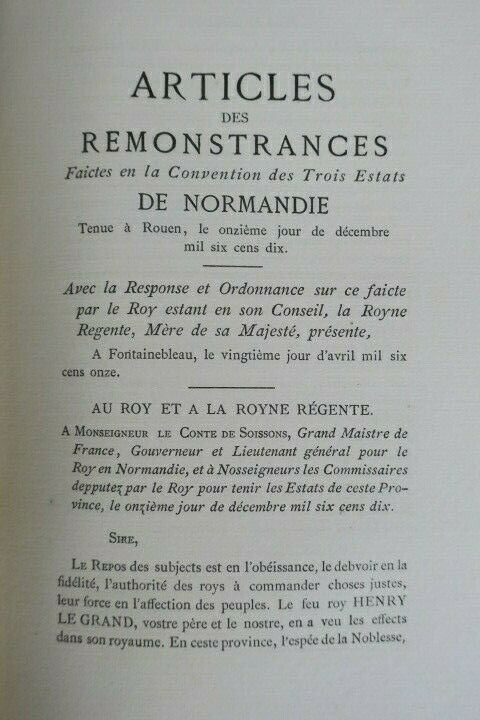 ARTICLES
DES
REMONSTRANCES
Faictes en la Convention des Trois Estats
DE NORMANDIE
Tenue à Rouen, le onzième jour de décembre
mil six cens dix.
Avec la Response et Ordonnance sur ce faicte
par le Roy estant en son Conseil, la Royne
Regente, Mère de sa Majesté, présente,
A Fontainebleau, le vingtième jour d'avril mil six
cens onze.
AU ROY ET A LA ROYNE RÉGENTE.
A Monseigneur le Conte de Soissons, Grand Maistre de
France, Gouverneur et Lieutenant général pour le
Roy en Normandie, et à Nosseigneurs les Commissaires
depputez par le Roy pour tenir les Estats de ceste Pro-
vince, le onzième jour de décembre mil six cens dix.
Sire,
Le Repos des subjects est en l'obéissance, le debvoir en la
fidélité, l'authorité des roys à commander choses justes,
leur force en l'affection des peuples. Le feu roy HENRY
LE GRAND, vostre père et le nostre, en a veu les effects
dans son royaume. En ceste province, l'espée de la Noblesse,